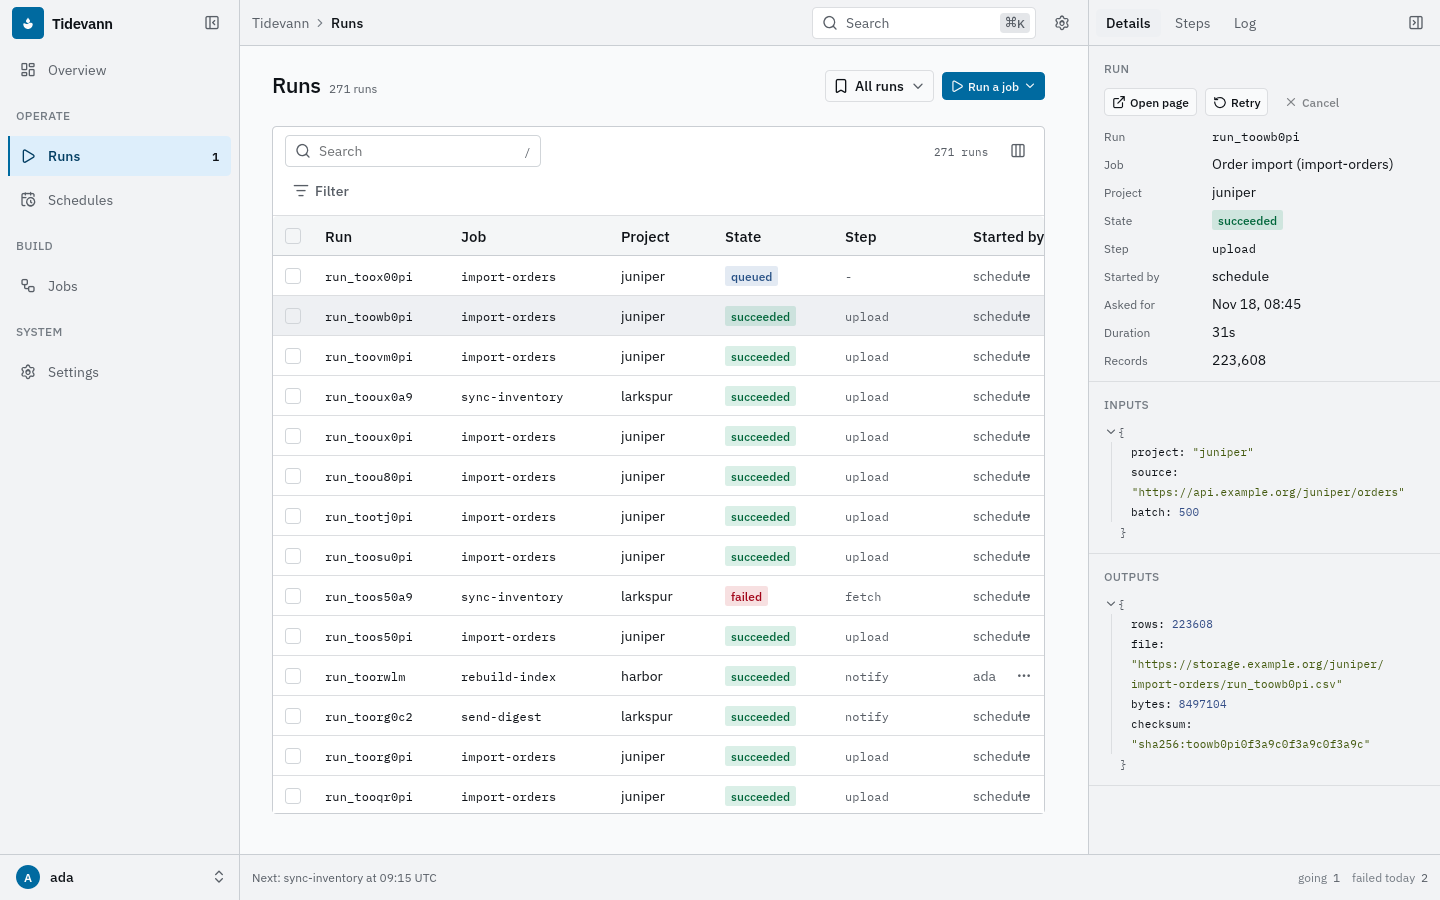 Tidevann
Overview
OPERATE
Runs 1
Schedules
BUILD
Jobs
SYSTEM
Settings
A ada
Tidevann > Runs
Search ⌘K
Runs 271 runs
All runs
Run a job
Search /
271 runs
Filter
Run Job Project State Step Started by
run_toox00pi import-orders juniper queued - schedule
run_toowb0pi import-orders juniper succeeded upload schedule
run_toovm0pi import-orders juniper succeeded upload schedule
run_tooux0a9 sync-inventory larkspur succeeded upload schedule
run_tooux0pi import-orders juniper succeeded upload schedule
run_toou80pi import-orders juniper succeeded upload schedule
run_tootj0pi import-orders juniper succeeded upload schedule
run_toosu0pi import-orders juniper succeeded upload schedule
run_toos50a9 sync-inventory larkspur failed fetch schedule
run_toos50pi import-orders juniper succeeded upload schedule
run_toorwlm rebuild-index harbor succeeded notify ada
run_toorg0c2 send-digest larkspur succeeded notify schedule
run_toorg0pi import-orders juniper succeeded upload schedule
run_tooqr0pi import-orders juniper succeeded upload schedule
Next: sync-inventory at 09:15 UTC
going 1 failed today 2
Details Steps Log
RUN
Open page Retry Cancel
Run run_toowb0pi
Job Order import (import-orders)
Project juniper
State succeeded
Step upload
Started by schedule
Asked for Nov 18, 08:45
Duration 31s
Records 223,608
INPUTS
{
project: "juniper"
source:
"https://api.example.org/juniper/orders"
batch: 500
}
OUTPUTS
{
rows: 223608
file:
"https://storage.example.org/juniper/
import-orders/run_toowb0pi.csv"
bytes: 8497104
checksum:
"sha256:toowb0pi0f3a9c0f3a9c0f3a9c"
}